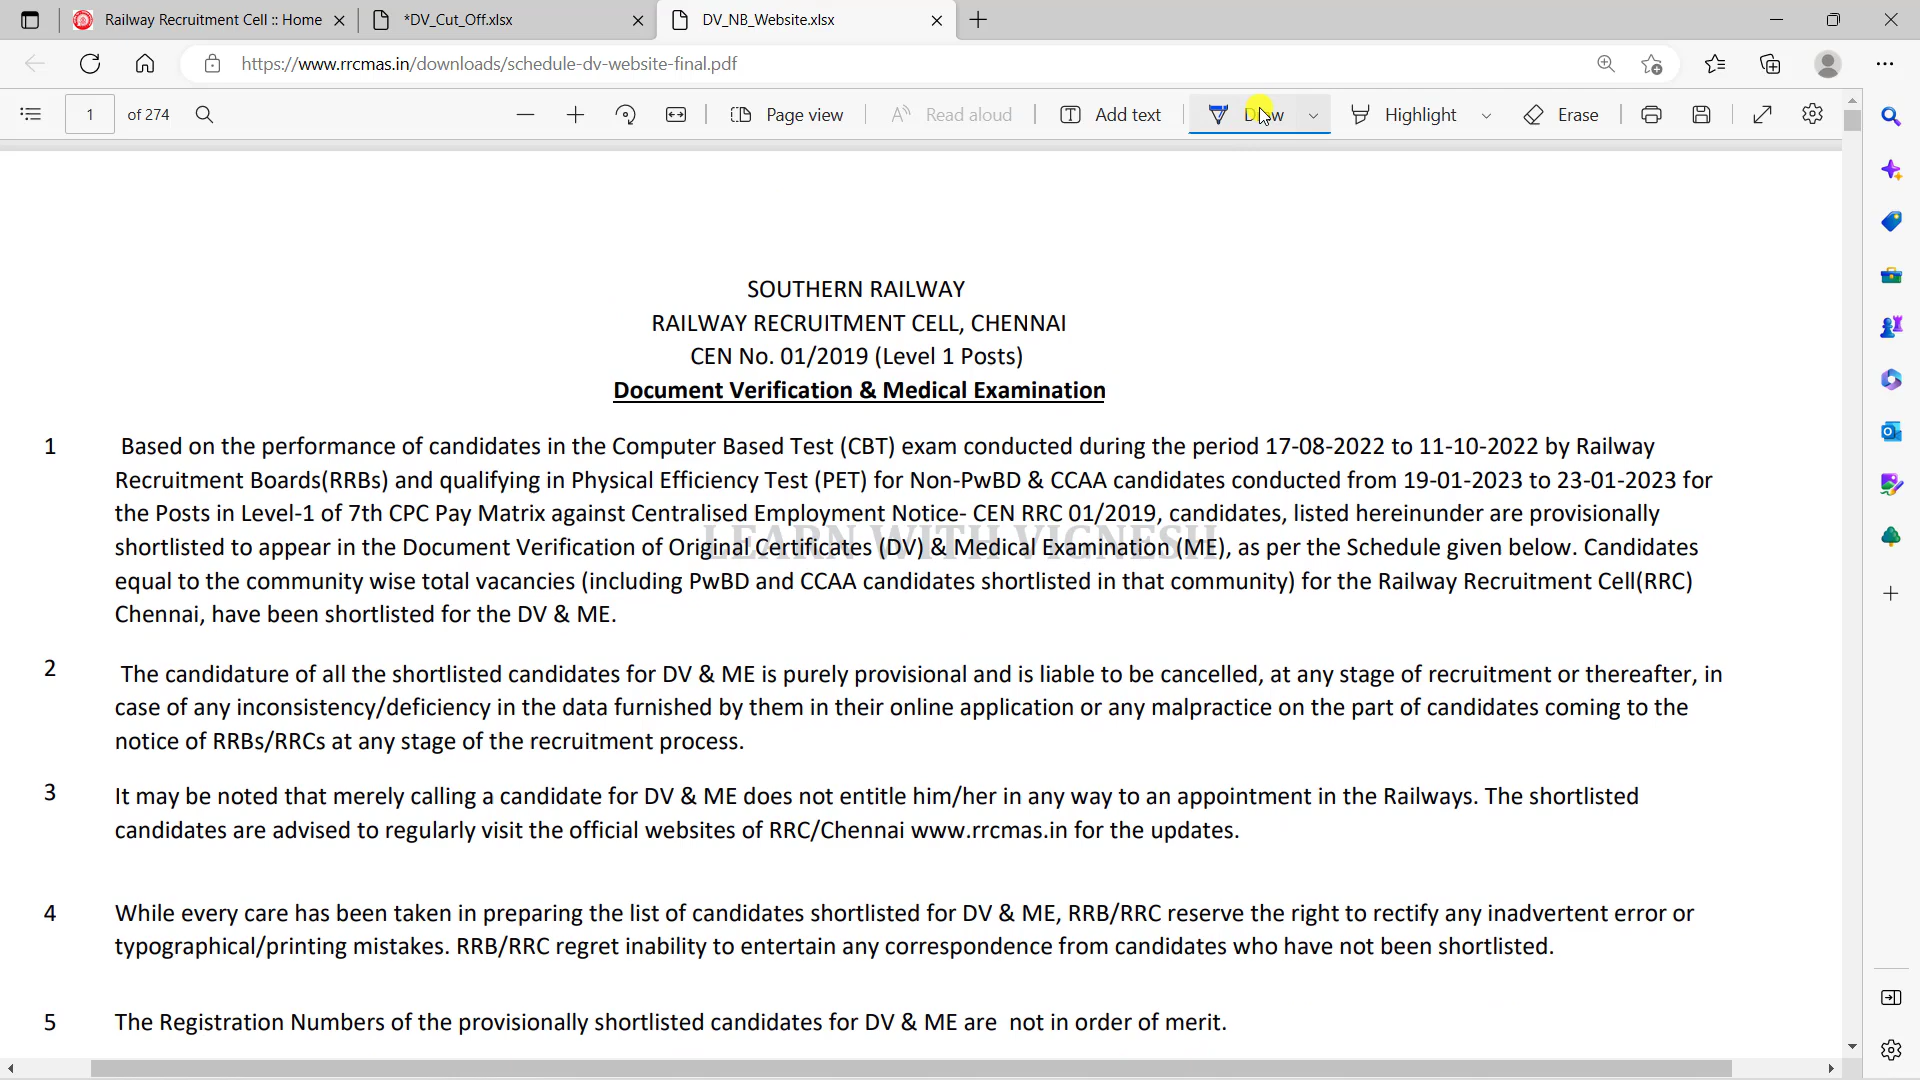 Railway Recruitment Cell :: Home
*DV_Cut_Off.xlsx
DV_NB_Website.xlsx
https://www.rrcmas.in/downloads/schedule-dv-website-final.pdf
1 of 274
Page view
Read aloud
Add text
Draw
Highlight
Erase
SOUTHERN RAILWAY
RAILWAY RECRUITMENT CELL, CHENNAI
CEN No. 01/2019 (Level 1 Posts)
Document Verification & Medical Examination
1 Based on the performance of candidates in the Computer Based Test (CBT) exam conducted during the period 17-08-2022 to 11-10-2022 by Railway
Recruitment Boards(RRBs) and qualifying in Physical Efficiency Test (PET) for Non-PwBD & CCAA candidates conducted from 19-01-2023 to 23-01-2023 for
the Posts in Level-1 of 7th CPC Pay Matrix against Centralised Employment Notice- CEN RRC 01/2019, candidates, listed hereinunder are provisionally
LEARN WITH VIGNESH
shortlisted to appear in the Document Verification of Original Certificates (DV) & Medical Examination (ME), as per the Schedule given below. Candidates
equal to the community wise total vacancies (including PwBD and CCAA candidates shortlisted in that community) for the Railway Recruitment Cell(RRC)
Chennai, have been shortlisted for the DV & ME.
2 The candidature of all the shortlisted candidates for DV & ME is purely provisional and is liable to be cancelled, at any stage of recruitment or thereafter, in
case of any inconsistency/deficiency in the data furnished by them in their online application or any malpractice on the part of candidates coming to the
notice of RRBs/RRCs at any stage of the recruitment process.
3 It may be noted that merely calling a candidate for DV & ME does not entitle him/her in any way to an appointment in the Railways. The shortlisted
candidates are advised to regularly visit the official websites of RRC/Chennai www.rrcmas.in for the updates.
4 While every care has been taken in preparing the list of candidates shortlisted for DV & ME, RRB/RRC reserve the right to rectify any inadvertent error or
typographical/printing mistakes. RRB/RRC regret inability to entertain any correspondence from candidates who have not been shortlisted.
5 The Registration Numbers of the provisionally shortlisted candidates for DV & ME are not in order of merit.